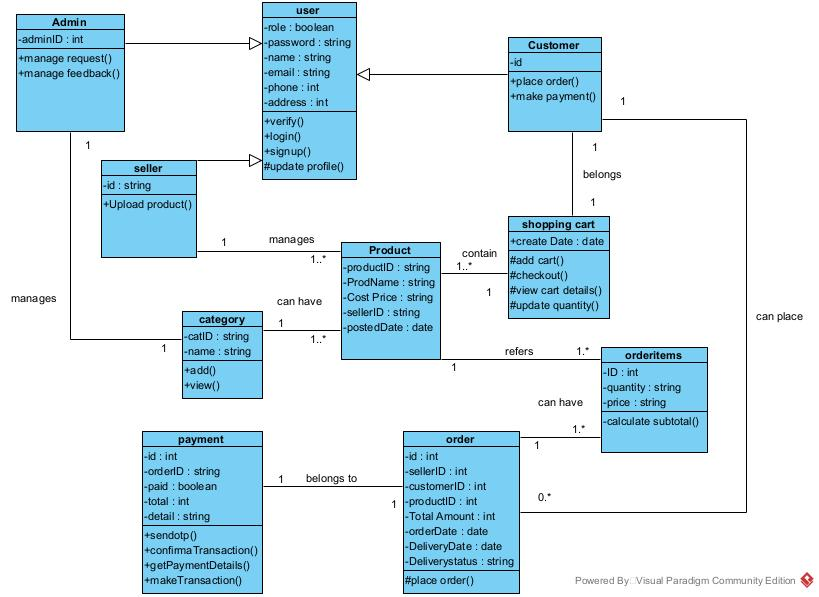 Admin
-adminID : int
+manage request()
+manage feedback()
user
-role : boolean
-password : string
-name : string
-email : string
-phone : int
-address : int
+verify()
+login()
+signup()
#update profile()
Customer
-id
+place order()
+make payment()
1
1
seller
-id : string
+Upload product()
1
belongs
1
shopping cart
+create Date : date
#add cart()
#checkout()
#view cart details()
#update quantity()
1
manages
1..*
Product
-productID : string
-ProdName : string
-Cost Price : string
-sellerID : string
-postedDate : date
contain
1..*
1
manages
1
can have
1
1..*
category
-catID : string
-name : string
+add()
+view()
can place
refers
1
1..*
orderitems
-ID : int
-quantity : string
-price : string
-calculate subtotal()
can have
1..*
1
payment
-id : int
-orderID : string
-paid : boolean
-total : int
-detail : string
+sendotp()
+confirmaTransaction()
+getPaymentDetails()
+makeTransaction()
1
belongs to
1
order
-id : int
-sellerID : int
-customerID : int
-productID : int
-Total Amount : int
-orderDate : date
-DeliveryDate : date
-Deliverystatus : string
#place order()
0..*
Powered By Visual Paradigm Community Edition